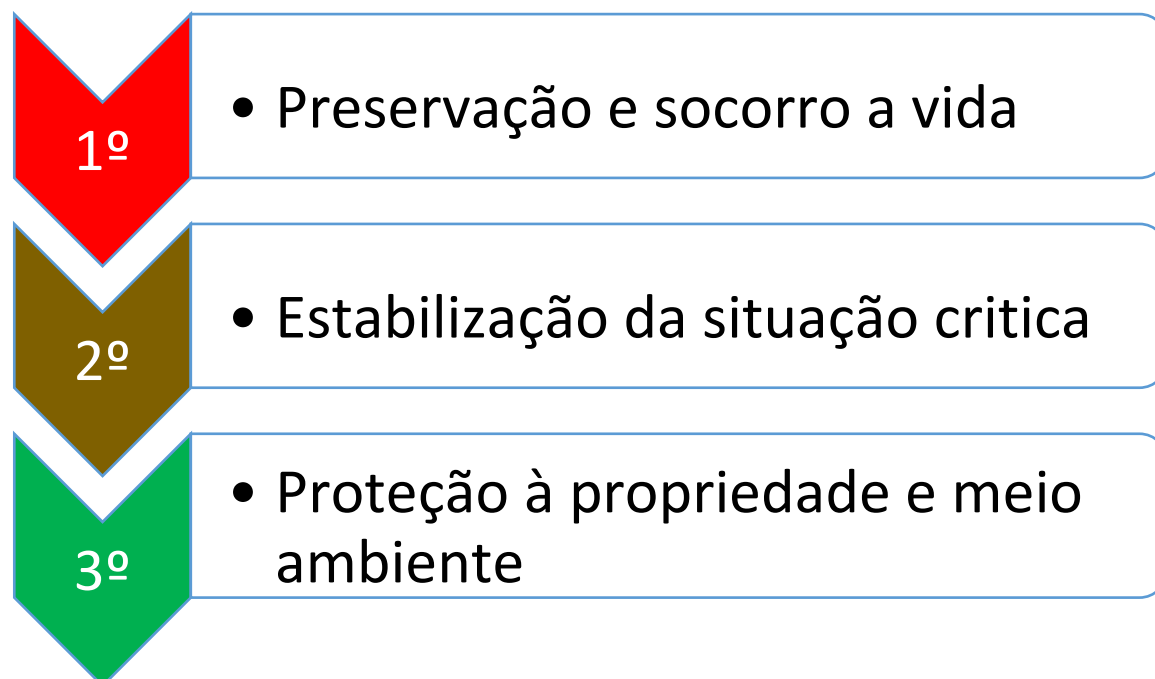 1º
• Preservação e socorro a vida
2º
• Estabilização da situação critica
3º
• Proteção à propriedade e meio
ambiente